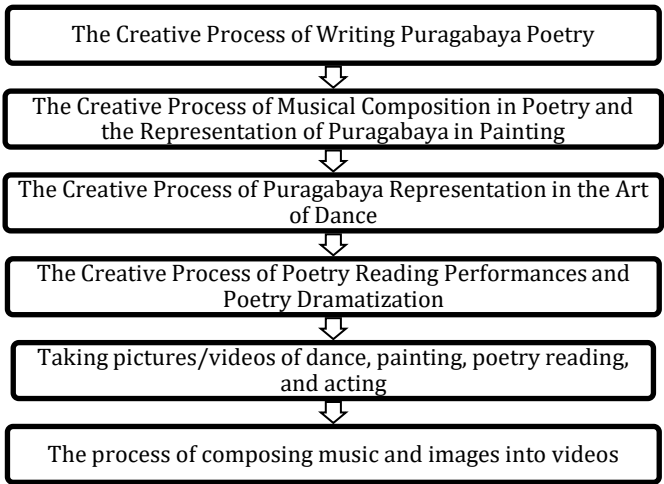 The Creative Process of Writing Puragabaya Poetry
The Creative Process of Musical Composition in Poetry and
the Representation of Puragabaya in Painting
The Creative Process of Puragabaya Representation in the Art
of Dance
The Creative Process of Poetry Reading Performances and
Poetry Dramatization
Taking pictures/videos of dance, painting, poetry reading,
and acting
The process of composing music and images into videos